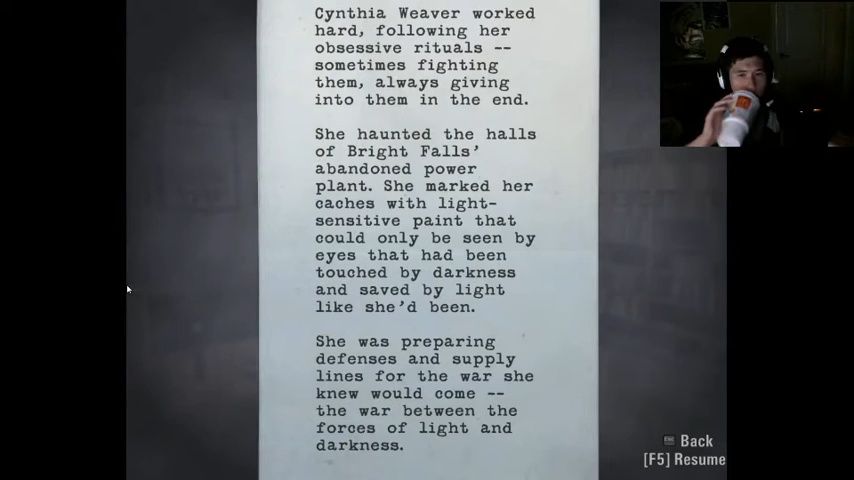 Cynthia Weaver worked
hard, following her
obsessive rituals --
sometimes fighting
them, always giving
into them in the end.
She haunted the halls
of Bright Falls'
abandoned power
plant. She marked her
caches with light-
sensitive paint that
could only be seen by
eyes that had been
touched by darkness
and saved by light
like she'd been.
She was preparing
defenses and supply
lines for the war she
knew would come --
the war between the
forces of light and
darkness.
Esc Back
[F5] Resume